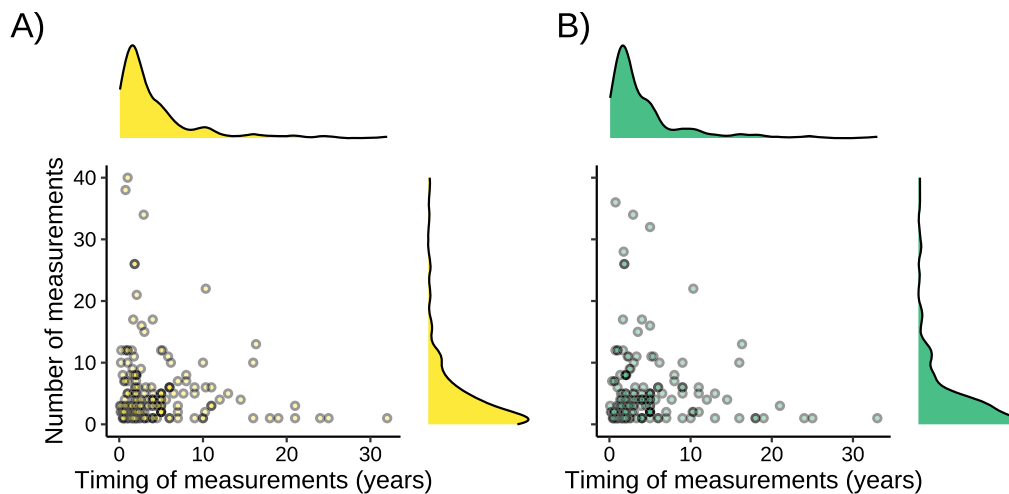 A)
B)
Number of measurements
40
30
20
10
0
0 10 20 30
Timing of measurements (years)
0 10 20 30
Timing of measurements (years)